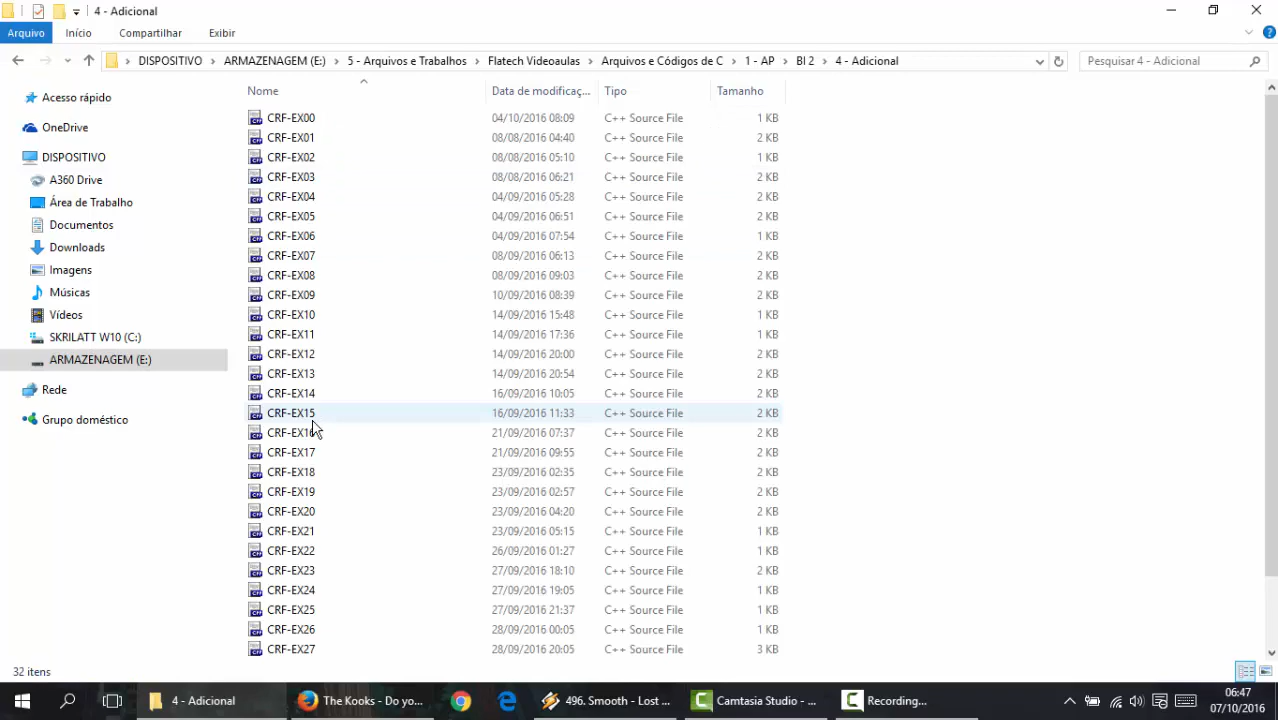 4 - Adicional
Arquivo Início Compartilhar Exibir
DISPOSITIVO ARMAZENAGEM (E:) 5 - Arquivos e Trabalhos Flatech Videoaulas Arquivos e Códigos de C 1 - AP BI 2 4 - Adicional Pesquisar 4 - Adicional
Nome Data de modificaç... Tipo Tamanho
Acesso rápido
OneDrive
DISPOSITIVO
A360 Drive
Área de Trabalho
Documentos
Downloads
Imagens
Músicas
Vídeos
SKRILATT W10 (C:)
ARMAZENAGEM (E:)
Rede
Grupo doméstico
CRF-EX00 04/10/2016 08:09 C++ Source File 1 KB
CRF-EX01 08/08/2016 04:40 C++ Source File 2 KB
CRF-EX02 08/08/2016 05:10 C++ Source File 1 KB
CRF-EX03 08/08/2016 06:21 C++ Source File 2 KB
CRF-EX04 04/09/2016 05:28 C++ Source File 2 KB
CRF-EX05 04/09/2016 06:51 C++ Source File 2 KB
CRF-EX06 04/09/2016 07:54 C++ Source File 1 KB
CRF-EX07 08/09/2016 06:13 C++ Source File 2 KB
CRF-EX08 08/09/2016 09:03 C++ Source File 2 KB
CRF-EX09 10/09/2016 08:39 C++ Source File 2 KB
CRF-EX10 14/09/2016 15:48 C++ Source File 1 KB
CRF-EX11 14/09/2016 17:36 C++ Source File 1 KB
CRF-EX12 14/09/2016 20:00 C++ Source File 2 KB
CRF-EX13 14/09/2016 20:54 C++ Source File 2 KB
CRF-EX14 16/09/2016 10:05 C++ Source File 2 KB
CRF-EX15 16/09/2016 11:33 C++ Source File 2 KB
CRF-EX16 21/09/2016 07:37 C++ Source File 2 KB
CRF-EX17 21/09/2016 09:55 C++ Source File 2 KB
CRF-EX18 23/09/2016 02:35 C++ Source File 2 KB
CRF-EX19 23/09/2016 02:57 C++ Source File 2 KB
CRF-EX20 23/09/2016 04:20 C++ Source File 2 KB
CRF-EX21 23/09/2016 05:15 C++ Source File 1 KB
CRF-EX22 26/09/2016 01:27 C++ Source File 1 KB
CRF-EX23 27/09/2016 18:10 C++ Source File 2 KB
CRF-EX24 27/09/2016 19:05 C++ Source File 1 KB
CRF-EX25 27/09/2016 21:37 C++ Source File 1 KB
CRF-EX26 28/09/2016 00:05 C++ Source File 1 KB
CRF-EX27 28/09/2016 20:05 C++ Source File 3 KB
32 itens
4 - Adicional The Kooks - Do yo... 496. Smooth - Lost ... Camtasia Studio - ... Recording... 06:47
07/10/2016